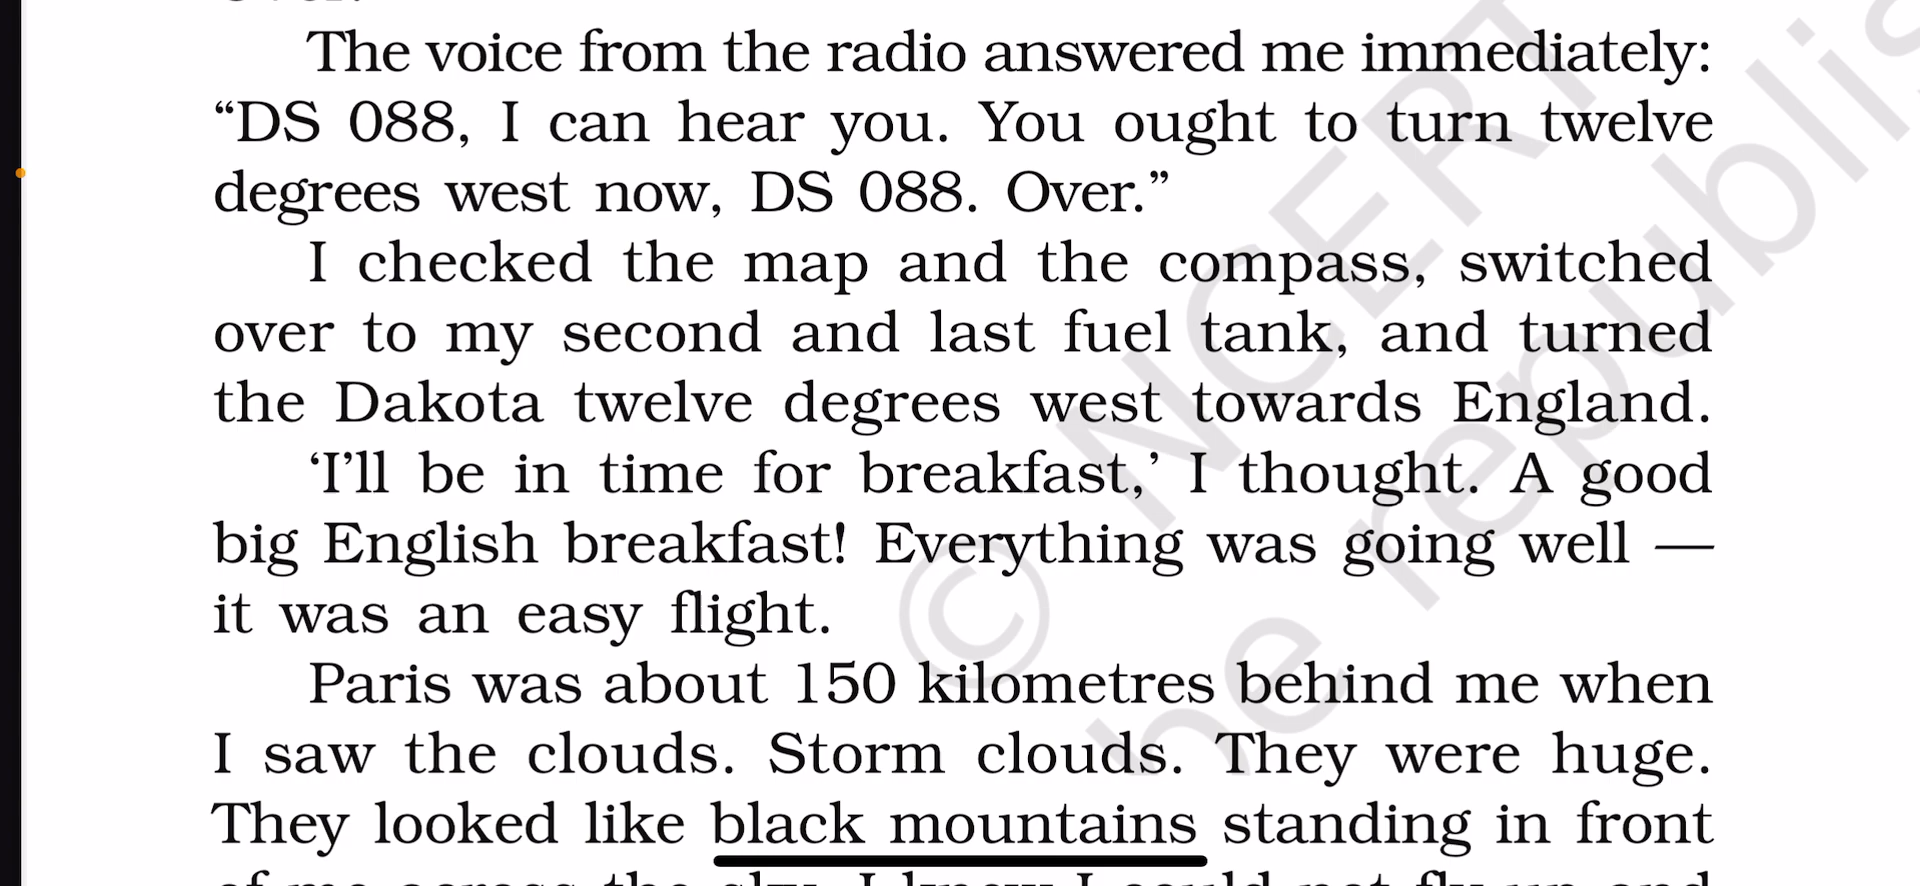 The voice from the radio answered me immediately:
“DS 088, I can hear you. You ought to turn twelve
degrees west now, DS 088. Over.”
I checked the map and the compass, switched
over to my second and last fuel tank, and turned
the Dakota twelve degrees west towards England.
‘I’ll be in time for breakfast,’ I thought. A good
big English breakfast! Everything was going well —
it was an easy flight.
Paris was about 150 kilometres behind me when
I saw the clouds. Storm clouds. They were huge.
They looked like black mountains standing in front
© NCERT
be republis